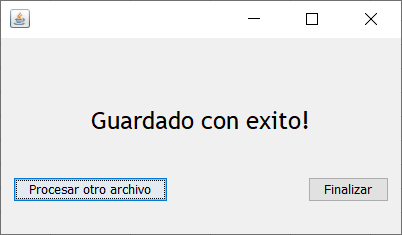 Guardado con exito!
Procesar otro archivo
Finalizar